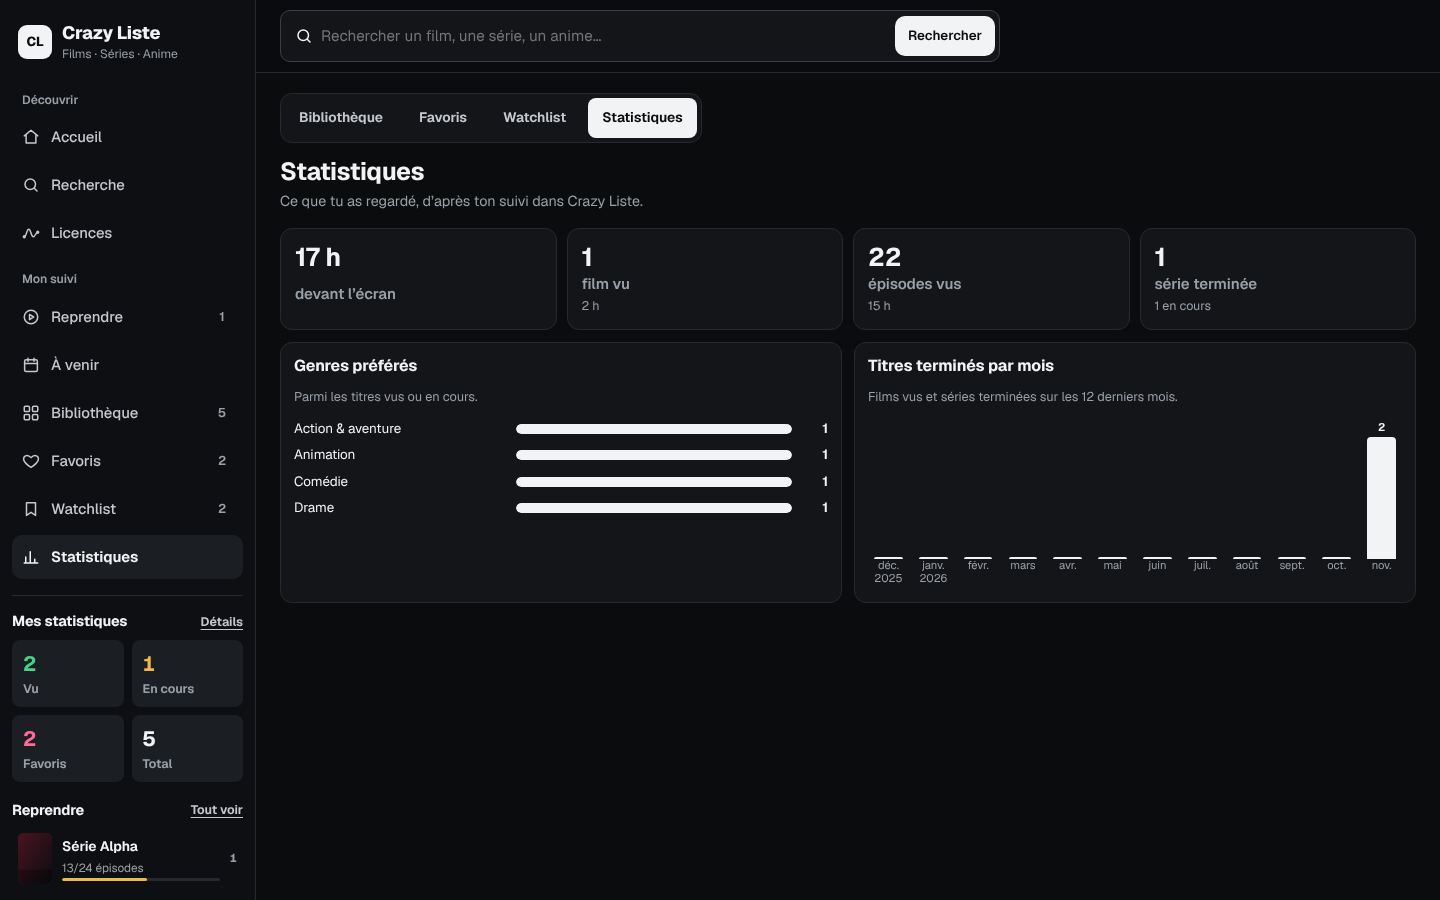 CL
Crazy Liste
Films · Séries · Anime
Découvrir
Accueil
Recherche
Licences
Mon suivi
Reprendre 1
À venir
Bibliothèque 5
Favoris 2
Watchlist 2
Statistiques
Mes statistiques Détails
2
Vu
1
En cours
2
Favoris
5
Total
Reprendre Tout voir
Série Alpha
13/24 épisodes
1
Rechercher un film, une série, un anime...
Rechercher
Bibliothèque Favoris Watchlist Statistiques
Statistiques
Ce que tu as regardé, d’après ton suivi dans Crazy Liste.
17 h
devant l’écran
1
film vu
2 h
22
épisodes vus
15 h
1
série terminée
1 en cours
Genres préférés
Parmi les titres vus ou en cours.
Action & aventure 1
Animation 1
Comédie 1
Drame 1
Titres terminés par mois
Films vus et séries terminées sur les 12 derniers mois.
2
déc. janv. févr. mars avr. mai juin juil. août sept. oct. nov.
2025 2026